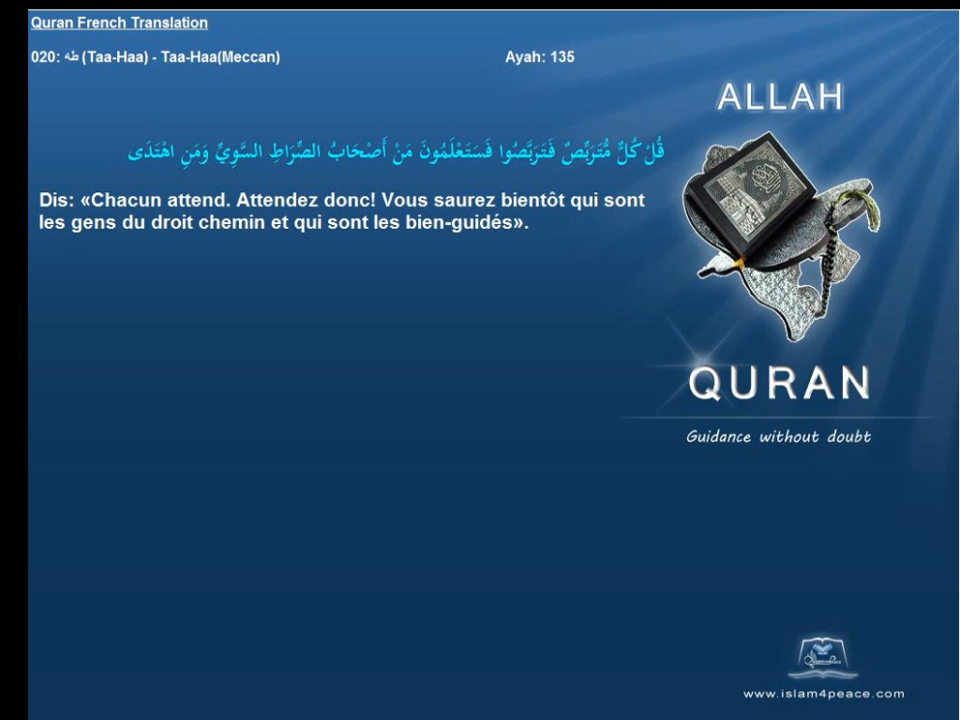 Quran French Translation
020: طه (Taa-Haa) - Taa-Haa(Meccan) Ayah: 135
ALLAH
قُلْ كُلٌّ مُّتَرَبِّصٌ فَتَرَبَّصُوا فَسَتَعْلَمُونَ مَنْ أَصْحَابُ الصِّرَاطِ السَّوِيِّ وَمَنِ اهْتَدَى
Dis: «Chacun attend. Attendez donc! Vous saurez bientôt qui sont
les gens du droit chemin et qui sont les bien-guidés».
QURAN
Guidance without doubt
www.islam4peace.com